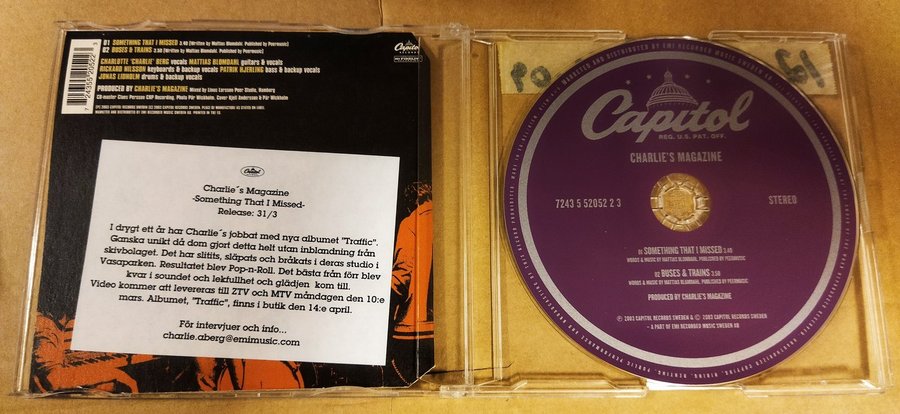 01 SOMETHING THAT I MISSED 3.40 [Written by Mattias Blomdahl. Published by Peermusic]
02 BUSES & TRAINS 3.50 [Written by Mattias Blomdahl. Published by Peermusic]
CHARLOTTE 'CHARLIE' BERG vocals MATTIAS BLOMDAHL guitars & vocals
RICKARD NILSSON keyboards & backup vocals PATRIK HJERLING bass & backup vocals
JONAS LIDHOLM drums & backup vocals
PRODUCED BY CHARLIE'S MAGAZINE
Capitol
7 24355 20522 3
Capitol
Charlie´s Magazine
-Something That I Missed-
Release: 31/3
I drygt ett år har Charlie´s jobbat med nya albumet "Traffic".
Ganska unikt då dom gjort detta helt utan inblandning från
skivbolaget. Det har slitits, släpats och bråkats i deras studio i
Vasaparken. Resultatet blev Pop-n-Roll. Det bästa från förr blev
kvar i soundet och lekfullhet och glädjen kom till.
Video kommer att levereras till ZTV och MTV måndagen den 10:e
mars. Albumet, "Traffic", finns i butik den 14:e april.
För intervjuer och info...
charlie.aberg@emimusic.com
Capitol
REG. U.S. PAT. OFF.
CHARLIE'S MAGAZINE
7243 5 52052 2 3
STEREO
01 SOMETHING THAT I MISSED 3.40
WORDS & MUSIC BY MATTIAS BLOMDAHL. PUBLISHED BY PEERMUSIC
02 BUSES & TRAINS 3.50
WORDS & MUSIC BY MATTIAS BLOMDAHL. PUBLISHED BY PEERMUSIC
PRODUCED BY CHARLIE'S MAGAZINE
℗ 2003 CAPITOL RECORDS SWEDEN & © 2003 CAPITOL RECORDS SWEDEN
– A PART OF EMI RECORDED MUSIC SWEDEN AB